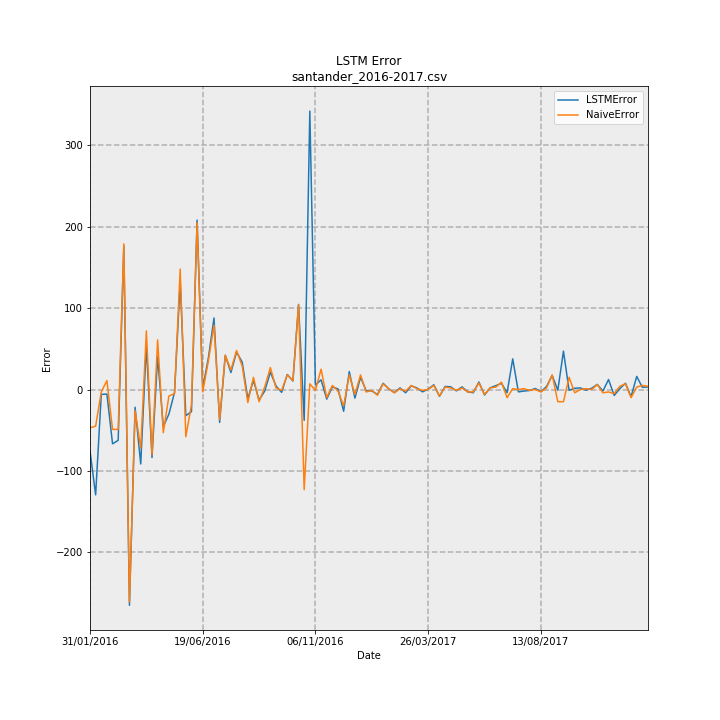 LSTM Error
santander_2016-2017.csv
LSTMError
NaiveError
300
200
100
0
−100
−200
Error
31/01/2016
19/06/2016
06/11/2016
26/03/2017
13/08/2017
Date